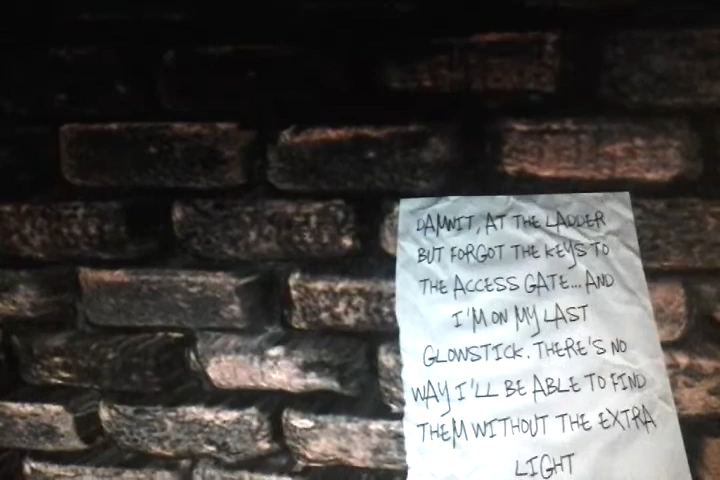 DAMNIT, AT THE LADDER
BUT FORGOT THE KEYS TO
THE ACCESS GATE... AND
I'M ON MY LAST
GLOWSTICK. THERE'S NO
WAY I'LL BE ABLE TO FIND
THEM WITHOUT THE EXTRA
LIGHT